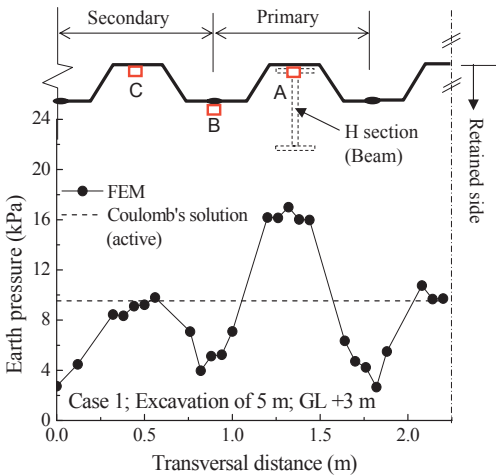 Secondary
Primary
C
A
B
H section
(Beam)
Retained side
FEM
Coulomb's solution
(active)
Case 1; Excavation of 5 m; GL +3 m
Earth pressure (kPa)
24
20
16
12
8
4
0
0.0
0.5
1.0
1.5
2.0
Transversal distance (m)